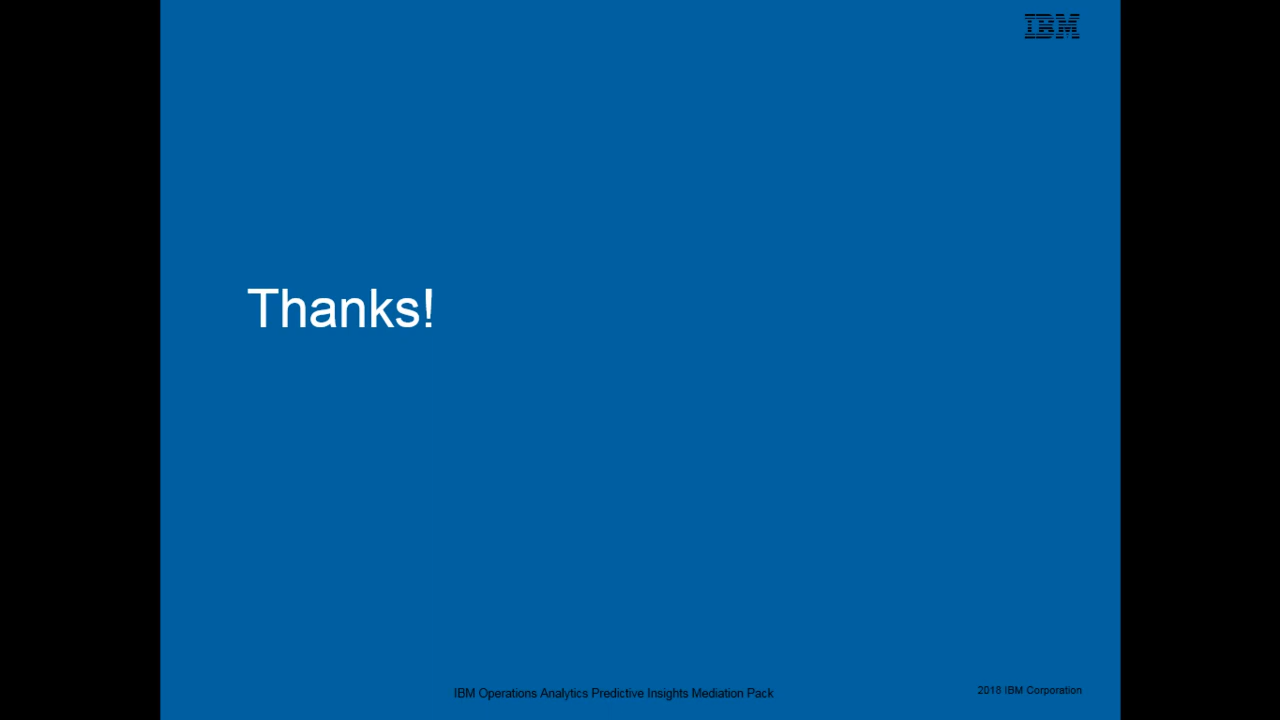 IBM
Thanks!
IBM Operations Analytics Predictive Insights Mediation Pack
2018 IBM Corporation